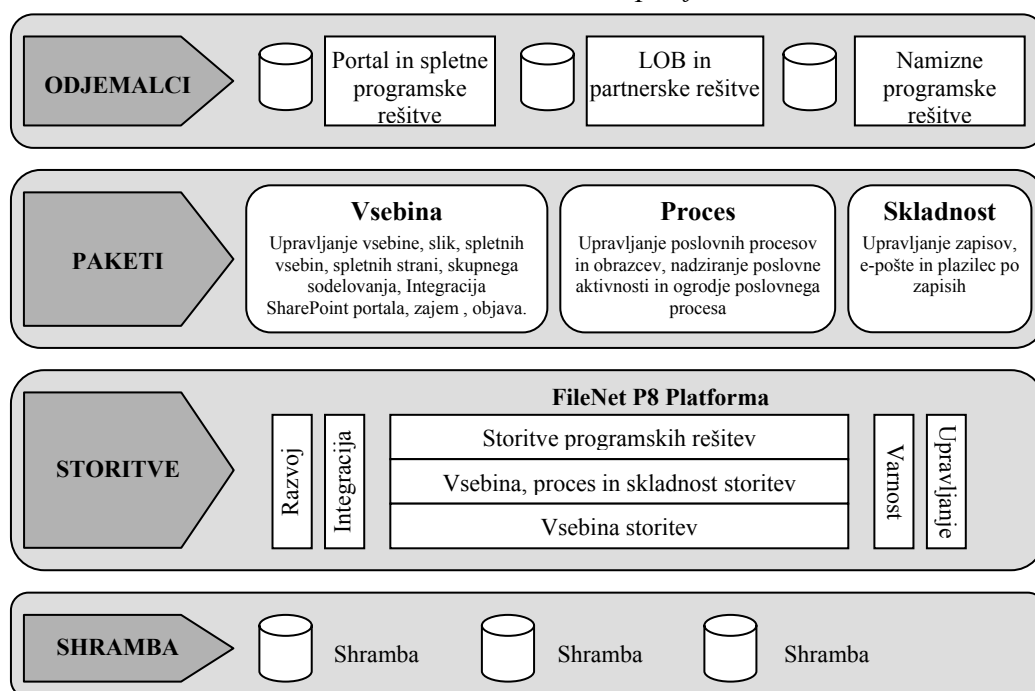 ODJEMALCI
Portal in spletne
programske
rešitve
LOB in
partnerske rešitve
Namizne
programske
rešitve
PAKETI
Vsebina
Upravljanje vsebine, slik, spletnih
vsebin, spletnih strani, skupnega
sodelovanja, Integracija
SharePoint portala, zajem , objava.
Proces
Upravljanje poslovnih procesov
in obrazcev, nadziranje poslovne
aktivnosti in ogrodje poslovnega
procesa
Skladnost
Upravljanje zapisov,
e-pošte in plazilec po
zapisih
STORITVE
FileNet P8 Platforma
Razvoj
Integracija
Storitve programskih rešitev
Vsebina, proces in skladnost storitev
Vsebina storitev
Varnost
Upravljanje
SHRAMBA
Shramba
Shramba
Shramba